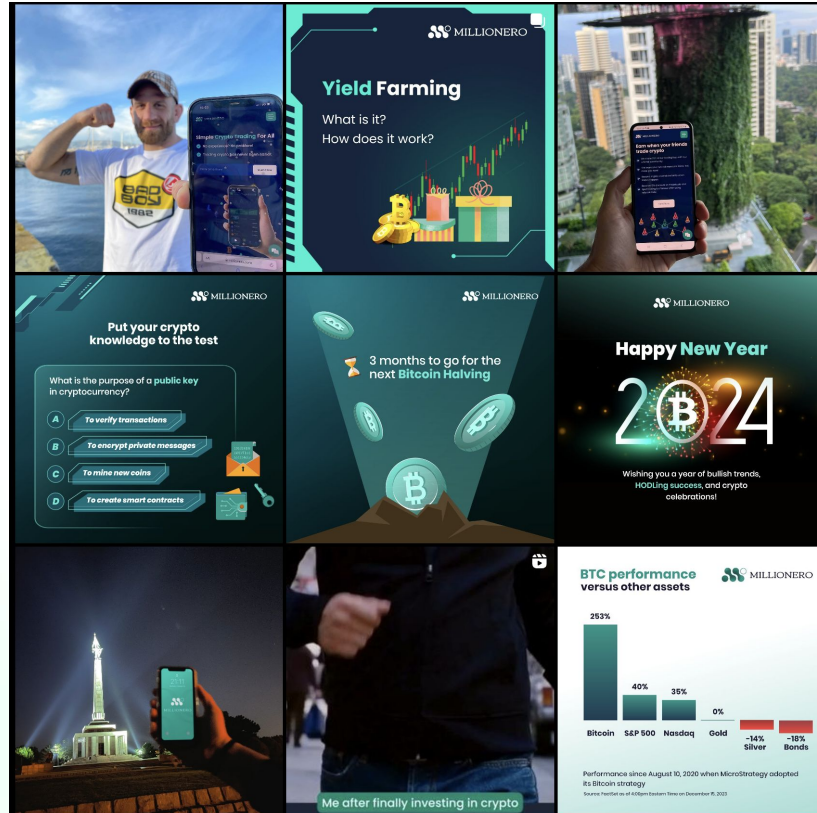 Simple Crypto Trading For All
BAD
BOY
1982
MILLIONERO
Yield Farming
What is it?
How does it work?
Earn when your friends
trade crypto
MILLIONERO
Put your crypto
knowledge to the test
What is the purpose of a public key
in cryptocurrency?
A To verify transactions
B To encrypt private messages
C To mine new coins
D To create smart contracts
MILLIONERO
3 months to go for the
next Bitcoin Halving
MILLIONERO
Happy New Year
2024
Wishing you a year of bullish trends,
HODLing success, and crypto
celebrations!
MILLIONERO
Me after finally investing in crypto
BTC performance
versus other assets
MILLIONERO
253%
40%
35%
0%
Bitcoin
S&P 500
Nasdaq
Gold
-14%
Silver
-18%
Bonds
Performance since August 10, 2020 when MicroStrategy adopted
its Bitcoin strategy
Source: FactSet as of 4:00pm Eastern Time on December 15, 2023